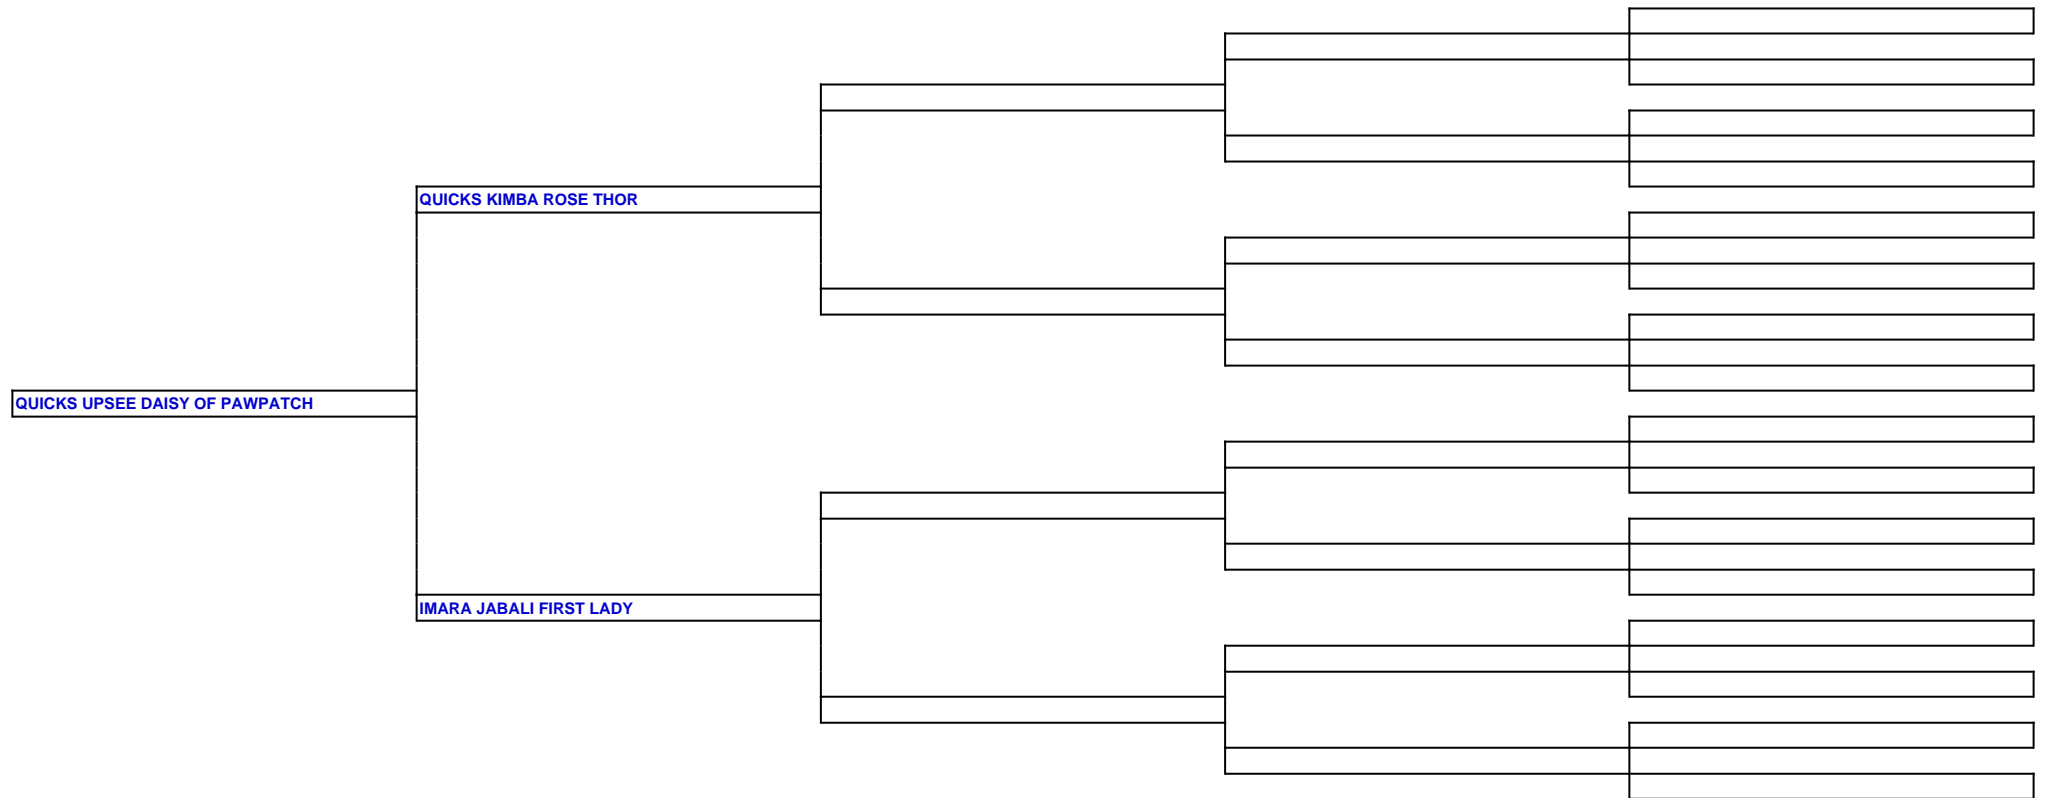 QUICKS KIMBA ROSE THOR
QUICKS UPSEE DAISY OF PAWPATCH
IMARA JABALI FIRST LADY